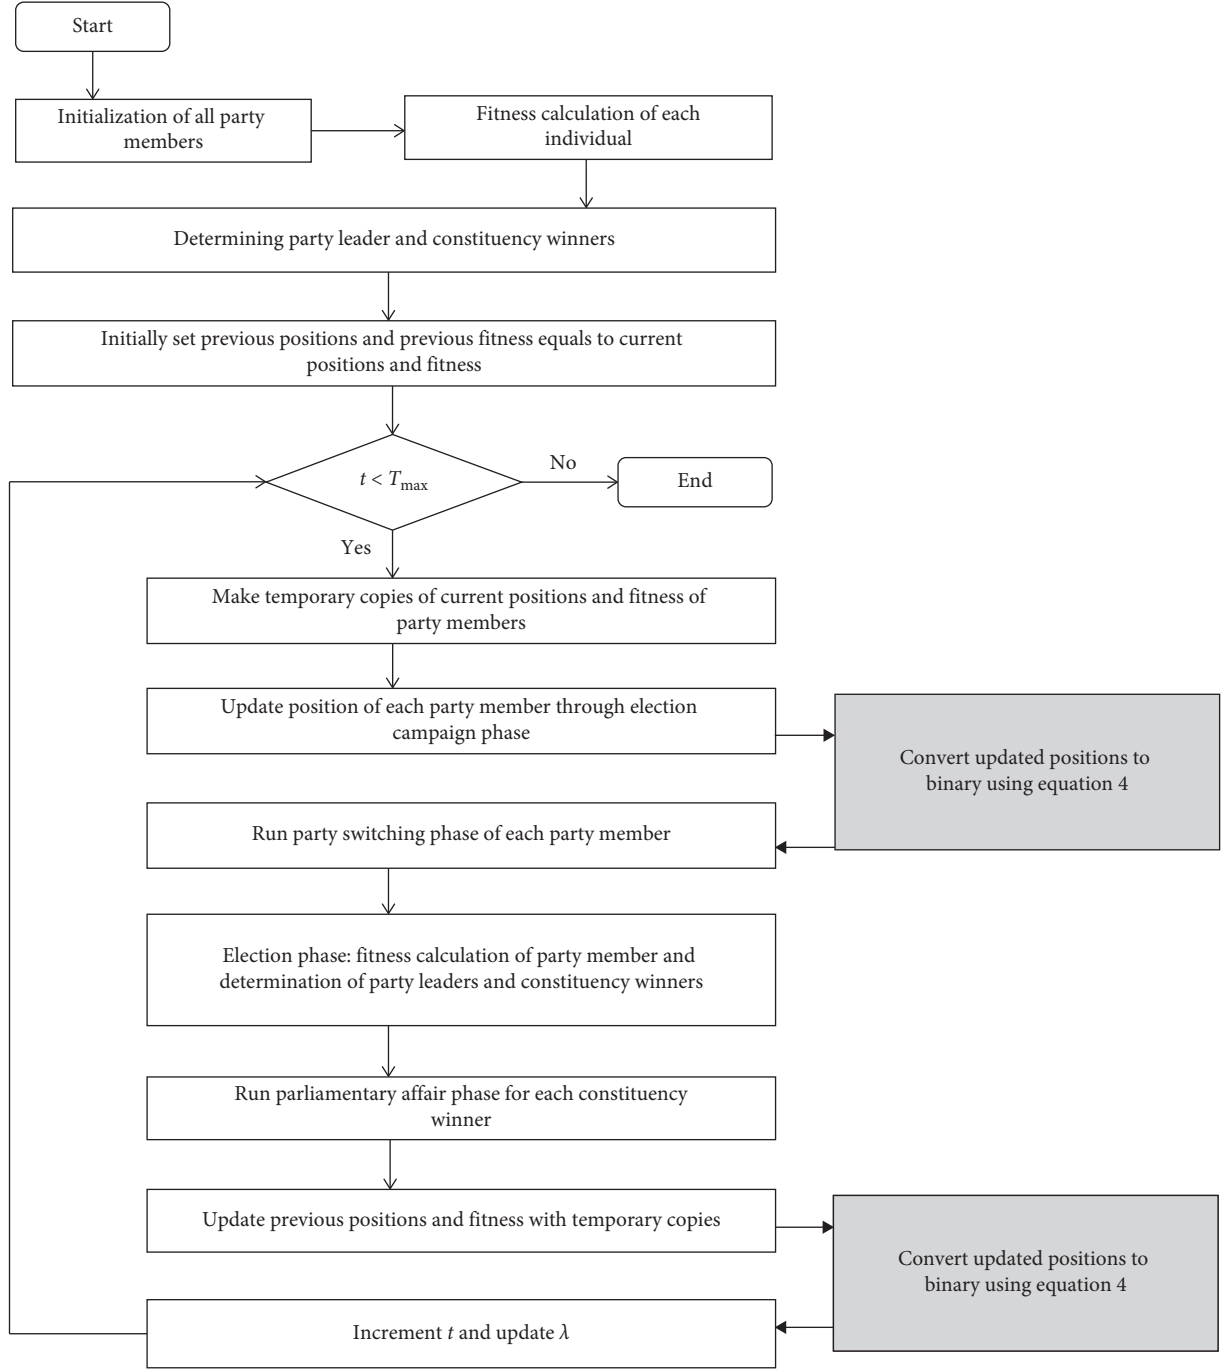 Start
Initialization of all party
members
Fitness calculation of each
individual
Determining party leader and constituency winners
Initially set previous positions and previous fitness equals to current
positions and fitness
t < Tmax
No
End
Yes
Make temporary copies of current positions and fitness of
party members
Update position of each party member through election
campaign phase
Convert updated positions to
binary using equation 4
Run party switching phase of each party member
Election phase: fitness calculation of party member and
determination of party leaders and constituency winners
Run parliamentary affair phase for each constituency
winner
Update previous positions and fitness with temporary copies
Convert updated positions to
binary using equation 4
Increment t and update λ